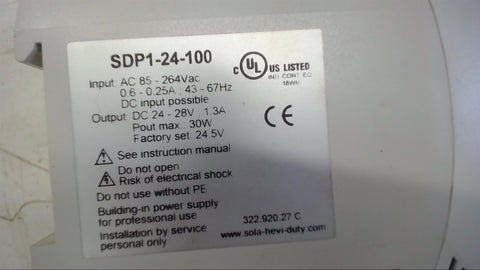 SDP1-24-100
Input: AC 85 - 264Vac
0.6 - 0.25A ; 43 - 67Hz
DC input possible
Output: DC 24 - 28V ; 1.3A
Pout max.: 30W
Factory set: 24.5V
See instruction manual
Do not open
Risk of electrical shock
Do not use without PE
Building-in power supply
for professional use
Installation by service
personal only
C UL US LISTED
IND. CONT. EQ
18WM
CE
322.920.27 C
www.sola-hevi-duty.com